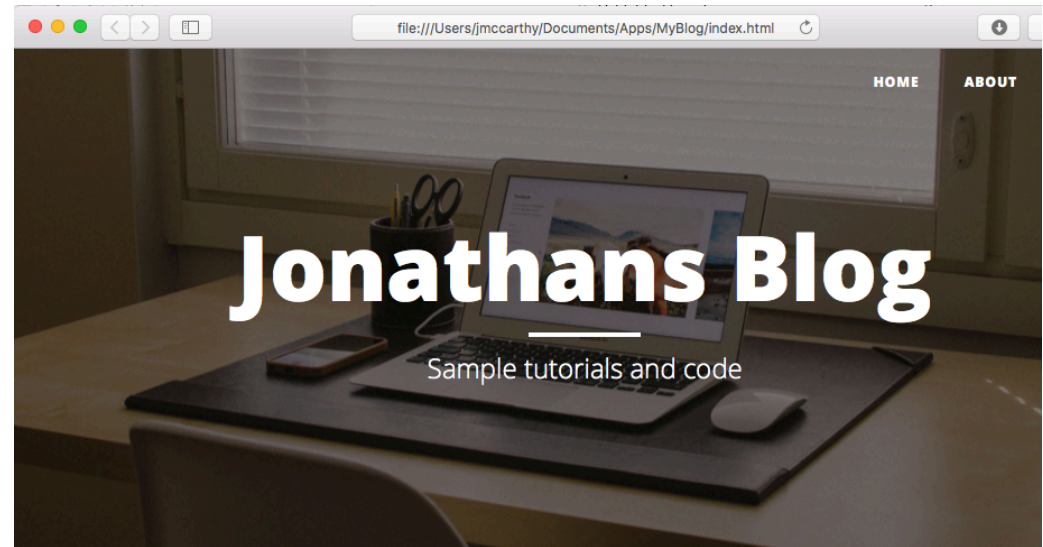 file:///Users/jmccarthy/Documents/Apps/MyBlog/index.html
HOME ABOUT
Jonathans Blog
Sample tutorials and code